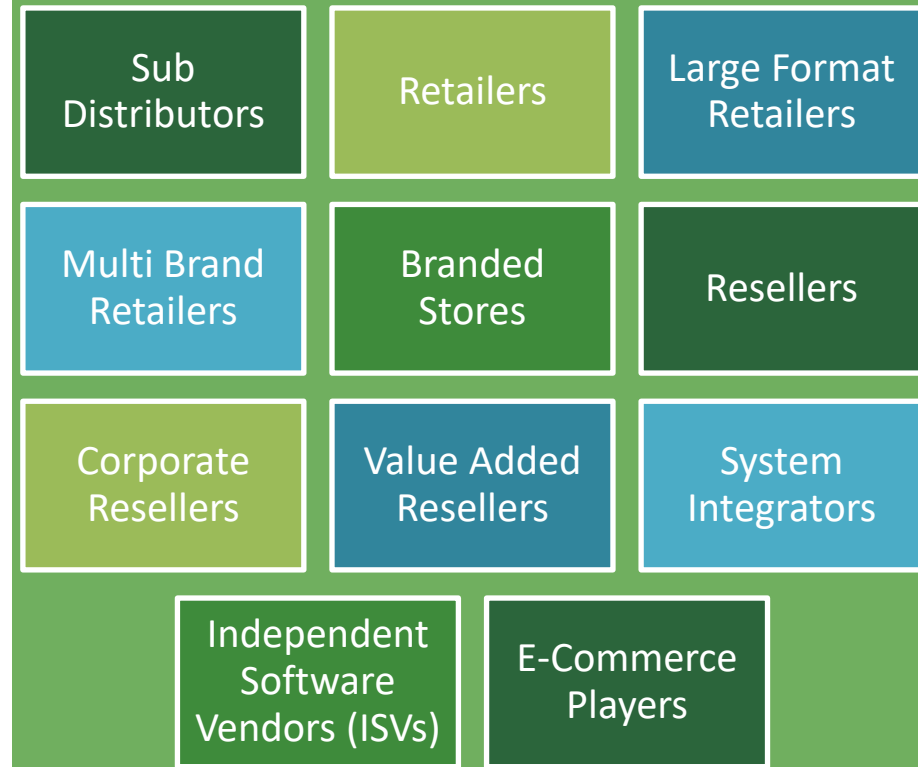 Sub
Distributors
Retailers
Large Format
Retailers
Multi Brand
Retailers
Branded
Stores
Resellers
Corporate
Resellers
Value Added
Resellers
System
Integrators
Independent
Software
Vendors (ISVs)
E-Commerce
Players